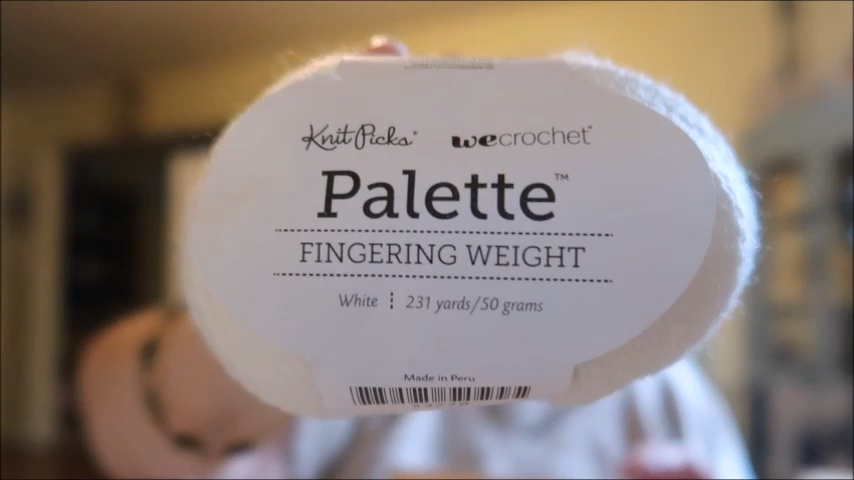 KnitPicks® wecrochet®
Palette™
FINGERING WEIGHT
White ⋮ 231 yards/50 grams
Made in Peru